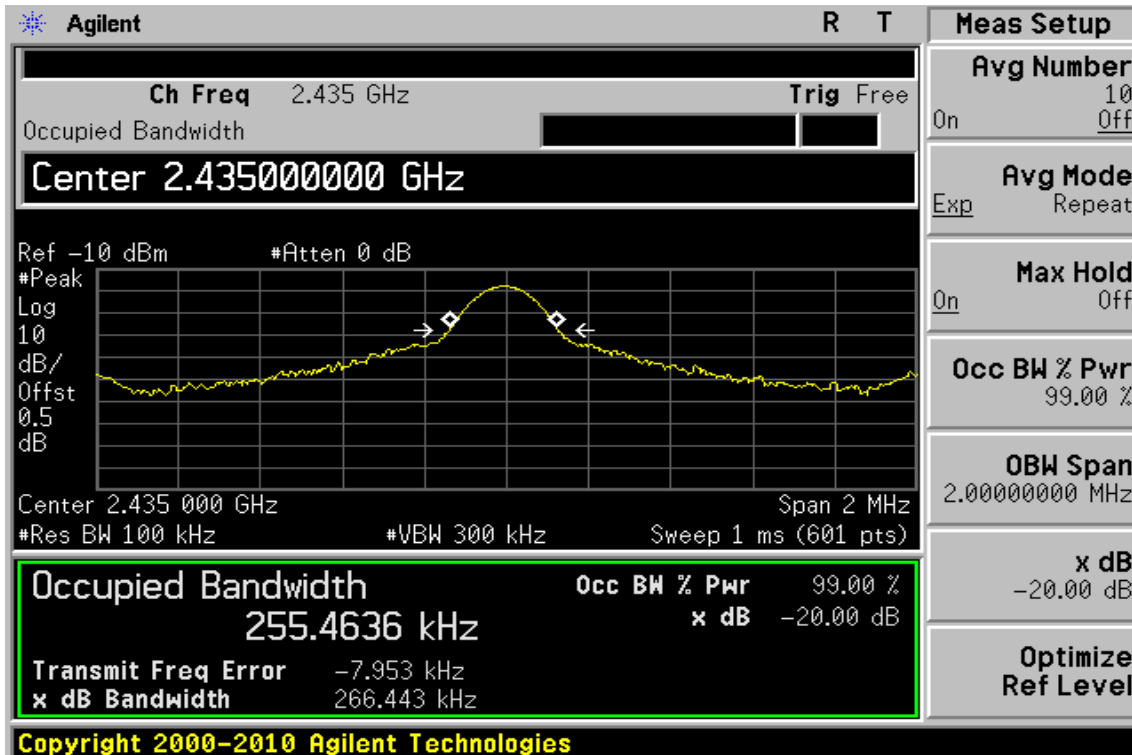 Agilent R T
Ch Freq 2.435 GHz Trig Free
Occupied Bandwidth
Center 2.435000000 GHz
Ref -10 dBm #Atten 0 dB
#Peak
Log
10
dB/
Offst
0.5
dB
Center 2.435 000 GHz Span 2 MHz
#Res BW 100 kHz #VBW 300 kHz Sweep 1 ms (601 pts)
Occupied Bandwidth Occ BW % Pwr 99.00 %
255.4636 kHz x dB -20.00 dB
Transmit Freq Error -7.953 kHz
x dB Bandwidth 266.443 kHz
Meas Setup
Avg Number
10
On Off
Avg Mode
Exp Repeat
Max Hold
On Off
Occ BW % Pwr
99.00 %
OBW Span
2.00000000 MHz
x dB
-20.00 dB
Optimize
Ref Level
Copyright 2000-2010 Agilent Technologies